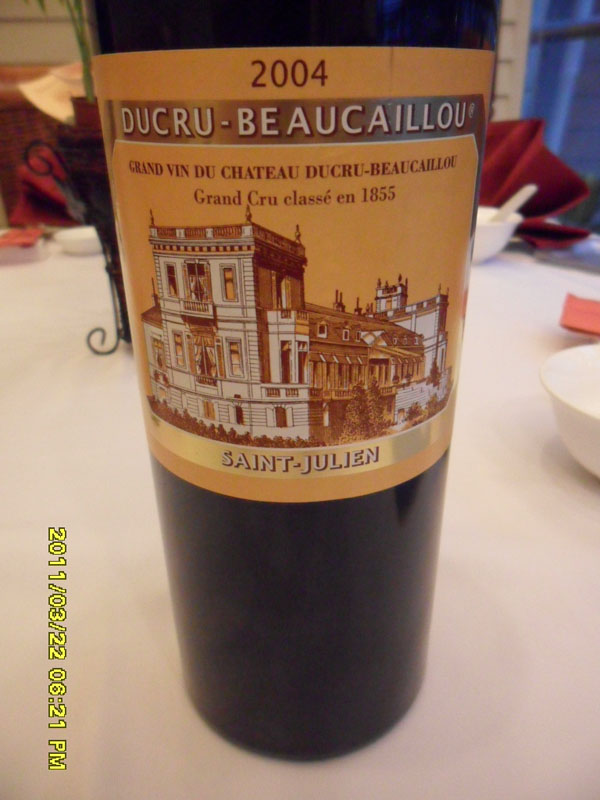 2004
DUCRU-BEAUCAILLOU®
GRAND VIN DU CHATEAU DUCRU-BEAUCAILLOU
Grand Cru classé en 1855
SAINT-JULIEN
2011/03/22 06:21 PM